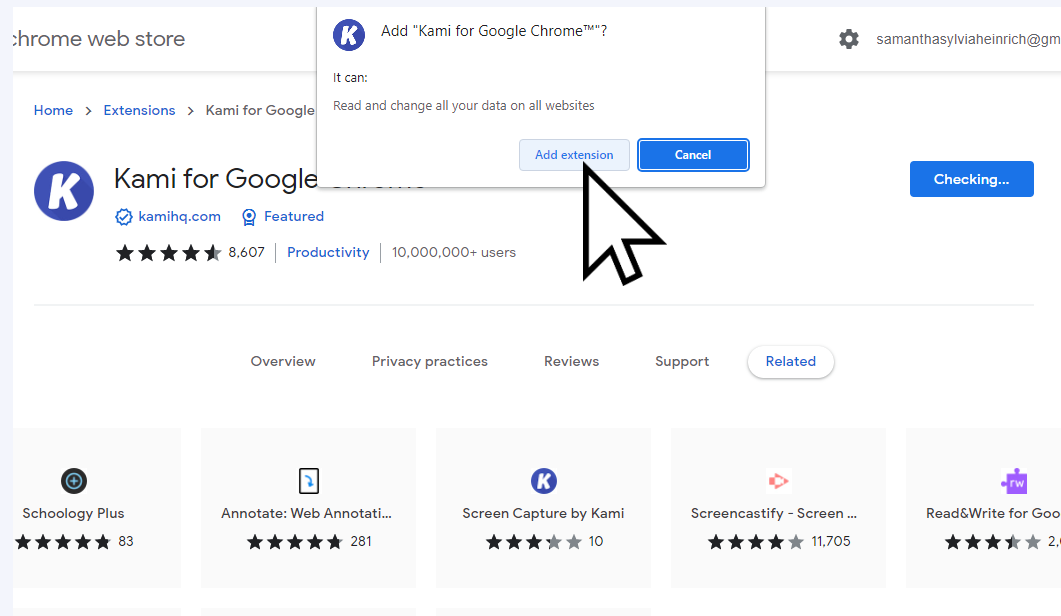 chrome web store
Add "Kami for Google Chrome™"?
It can:
Read and change all your data on all websites
Add extension
Cancel
samanthasylviaheinrich@gm
Home > Extensions > Kami for Google
Kami for Google Chrome
Checking...
kamihq.com Featured
8,607 Productivity 10,000,000+ users
Overview Privacy practices Reviews Support Related
Schoology Plus
83
Annotate: Web Annotati...
281
Screen Capture by Kami
10
Screencastify - Screen ...
11,705
Read&Write for Goo
2,
K
K
K
rw